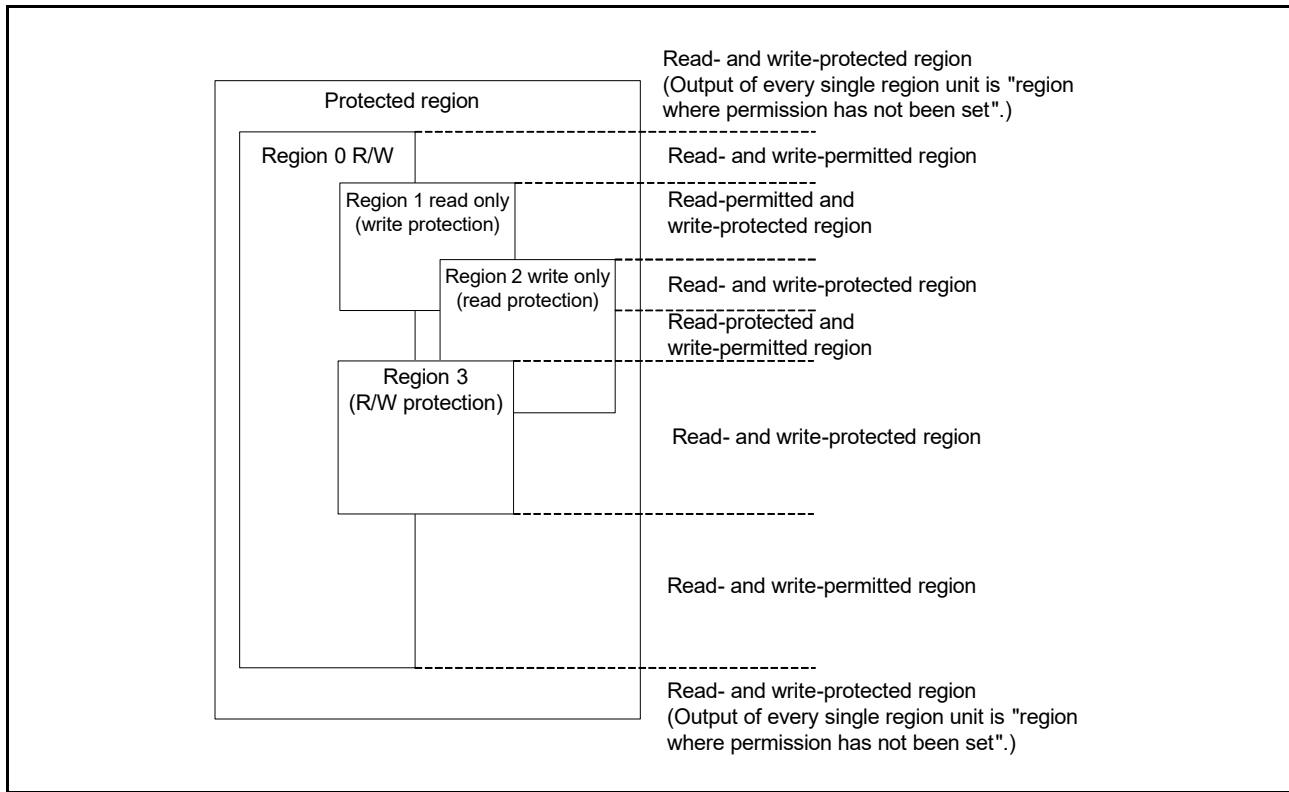 Read- and write-protected region
(Output of every single region unit is "region
where permission has not been set".)
Protected region
Region 0 R/W
Read- and write-permitted region
Region 1 read only
(write protection)
Read-permitted and
write-protected region
Region 2 write only
(read protection)
Read- and write-protected region
Read-protected and
write-permitted region
Region 3
(R/W protection)
Read- and write-protected region
Read- and write-permitted region
Read- and write-protected region
(Output of every single region unit is "region
where permission has not been set".)